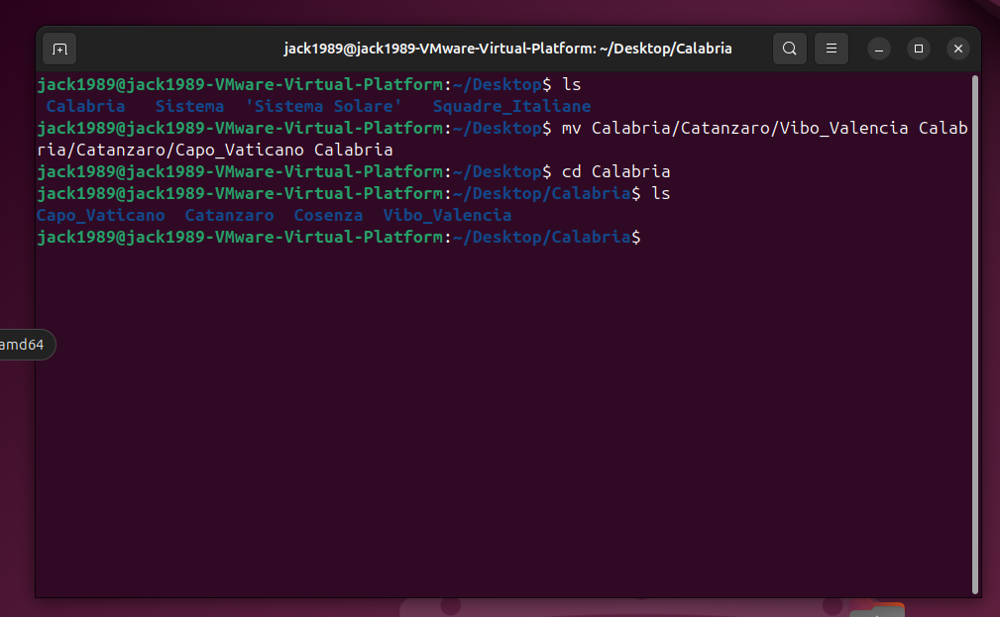 jack1989@jack1989-VMware-Virtual-Platform: ~/Desktop/Calabria
jack1989@jack1989-VMware-Virtual-Platform:~/Desktop$ ls
Calabria   Sistema  'Sistema Solare'   Squadre_Italiane
jack1989@jack1989-VMware-Virtual-Platform:~/Desktop$ mv Calabria/Catanzaro/Vibo_Valencia Calab
ria/Catanzaro/Capo_Vaticano Calabria
jack1989@jack1989-VMware-Virtual-Platform:~/Desktop$ cd Calabria
jack1989@jack1989-VMware-Virtual-Platform:~/Desktop/Calabria$ ls
Capo_Vaticano  Catanzaro  Cosenza  Vibo_Valencia
jack1989@jack1989-VMware-Virtual-Platform:~/Desktop/Calabria$
amd64